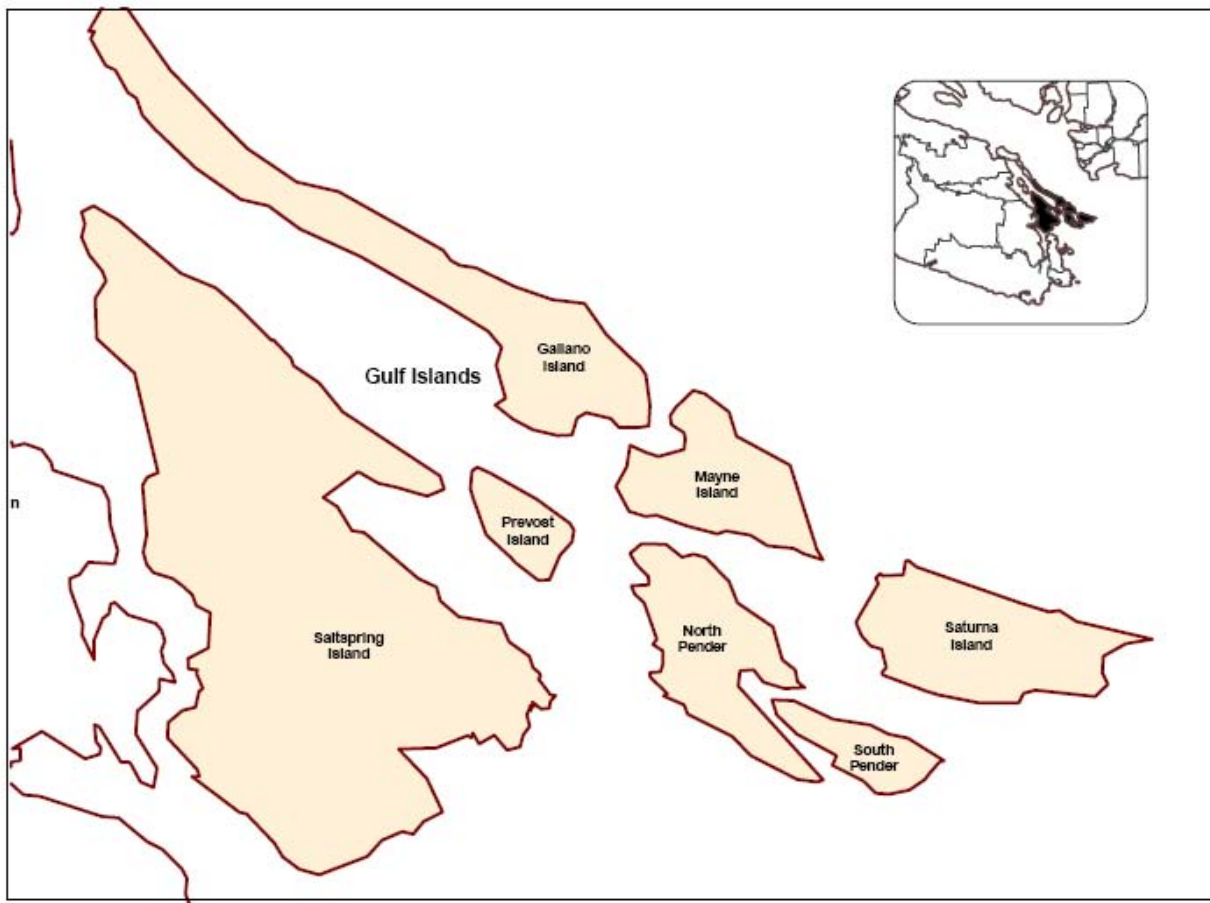 Galiano
Island
Gulf Islands
Mayne
Island
n
Prevost
Island
Saltspring
Island
North
Pender
Saturna
Island
South
Pender